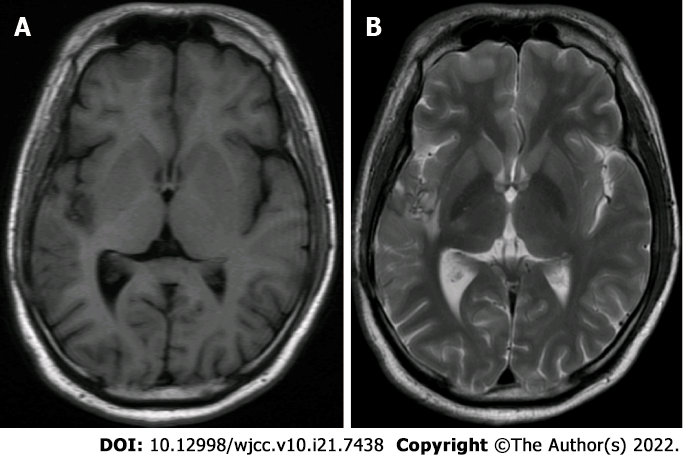 A
B
DOI: 10.12998/wjcc.v10.i21.7438 Copyright ©The Author(s) 2022.